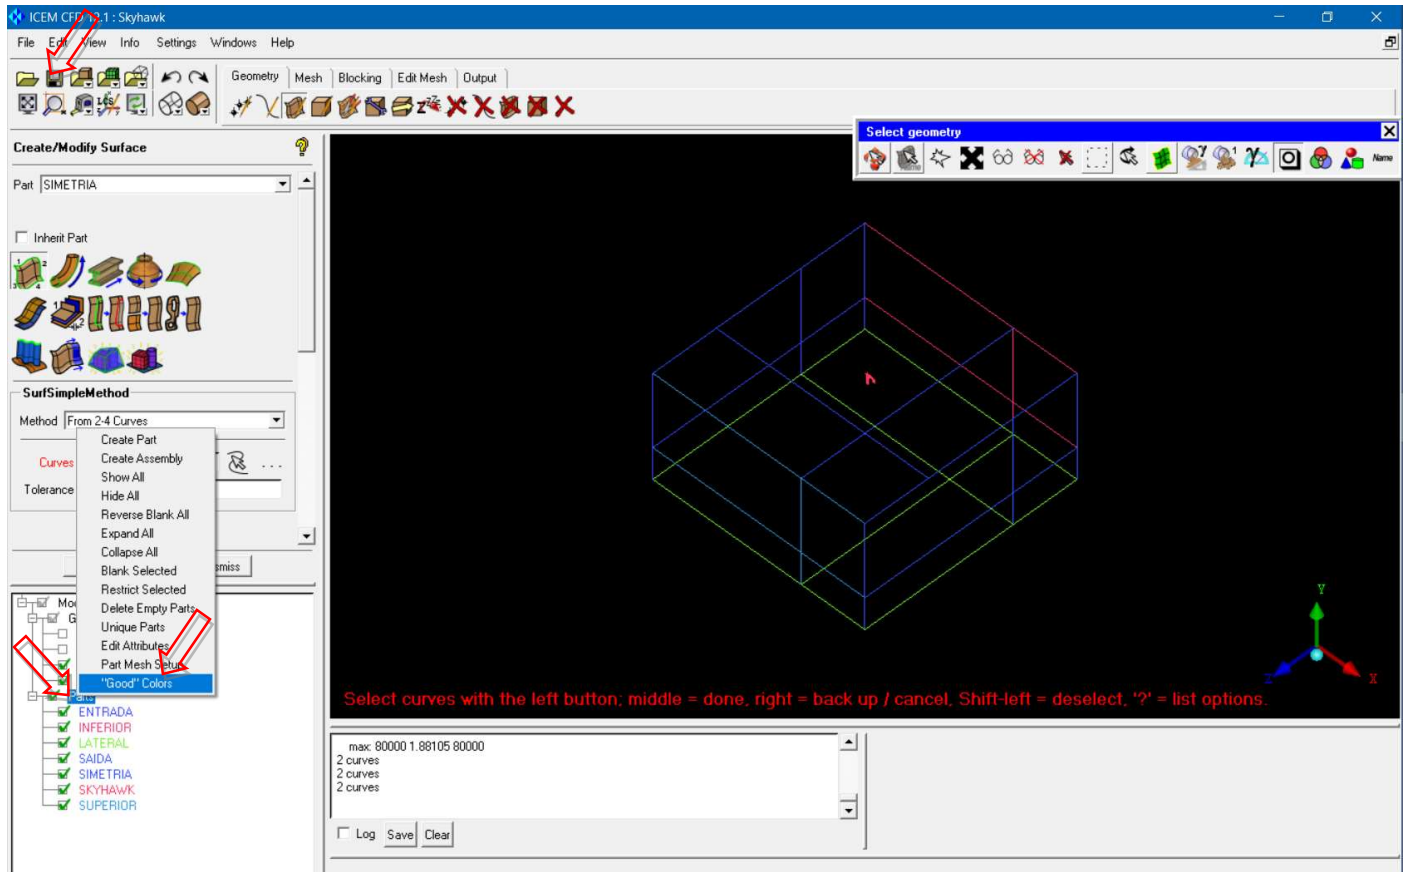 ICEM CFD 12.1 : Skyhawk
File Edit View Info Settings Windows Help
Geometry Mesh Blocking Edit Mesh Output
Select geometry
Create/Modify Surface
Part SIMETRIA
Inherit Part
SurfSimpleMethod
Method From 2-4 Curves
Create Part
Curves
Create Assembly
Show All
Tolerance
Hide All
Reverse Blank All
Expand All
Collapse All
Blank Selected
Restrict Selected
Delete Empty Parts
Unique Parts
Edit Attributes
Part Mesh Setup
"Good" Colors
Parts
ENTRADA
INFERIOR
LATERAL
SAIDA
SIMETRIA
SKYHAWK
SUPERIOR
Name
Y
Z
X
Select curves with the left button; middle = done, right = back up / cancel, Shift-left = deselect, '?' = list options.
max: 80000 1.88105 80000
2 curves
2 curves
2 curves
Log Save Clear